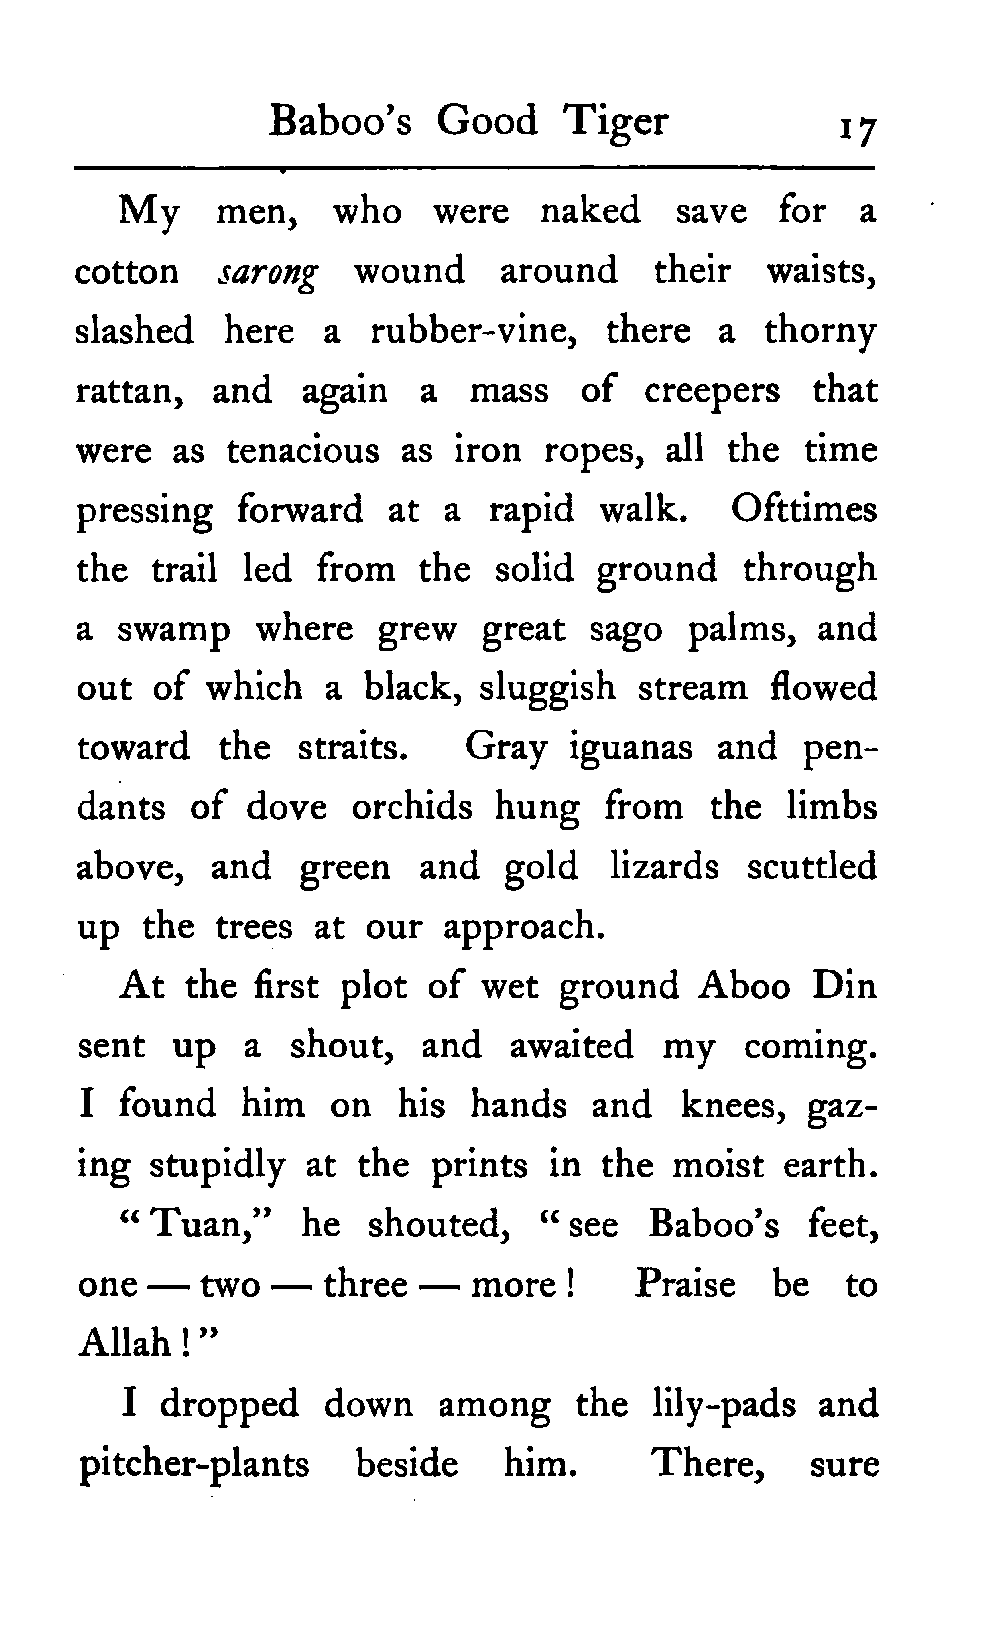 Baboo's Good Tiger 17
My men, who were naked save for a
cotton sarong wound around their waists,
slashed here a rubber-vine, there a thorny
rattan, and again a mass of creepers that
were as tenacious as iron ropes, all the time
pressing forward at a rapid walk. Ofttimes
the trail led from the solid ground through
a swamp where grew great sago palms, and
out of which a black, sluggish stream flowed
toward the straits. Gray iguanas and pen-
dants of dove orchids hung from the limbs
above, and green and gold lizards scuttled
up the trees at our approach.
At the first plot of wet ground Aboo Din
sent up a shout, and awaited my coming.
I found him on his hands and knees, gaz-
ing stupidly at the prints in the moist earth.
“Tuan,” he shouted, “see Baboo's feet,
one — two — three — more! Praise be to
Allah!”
I dropped down among the lily-pads and
pitcher-plants beside him. There, sure